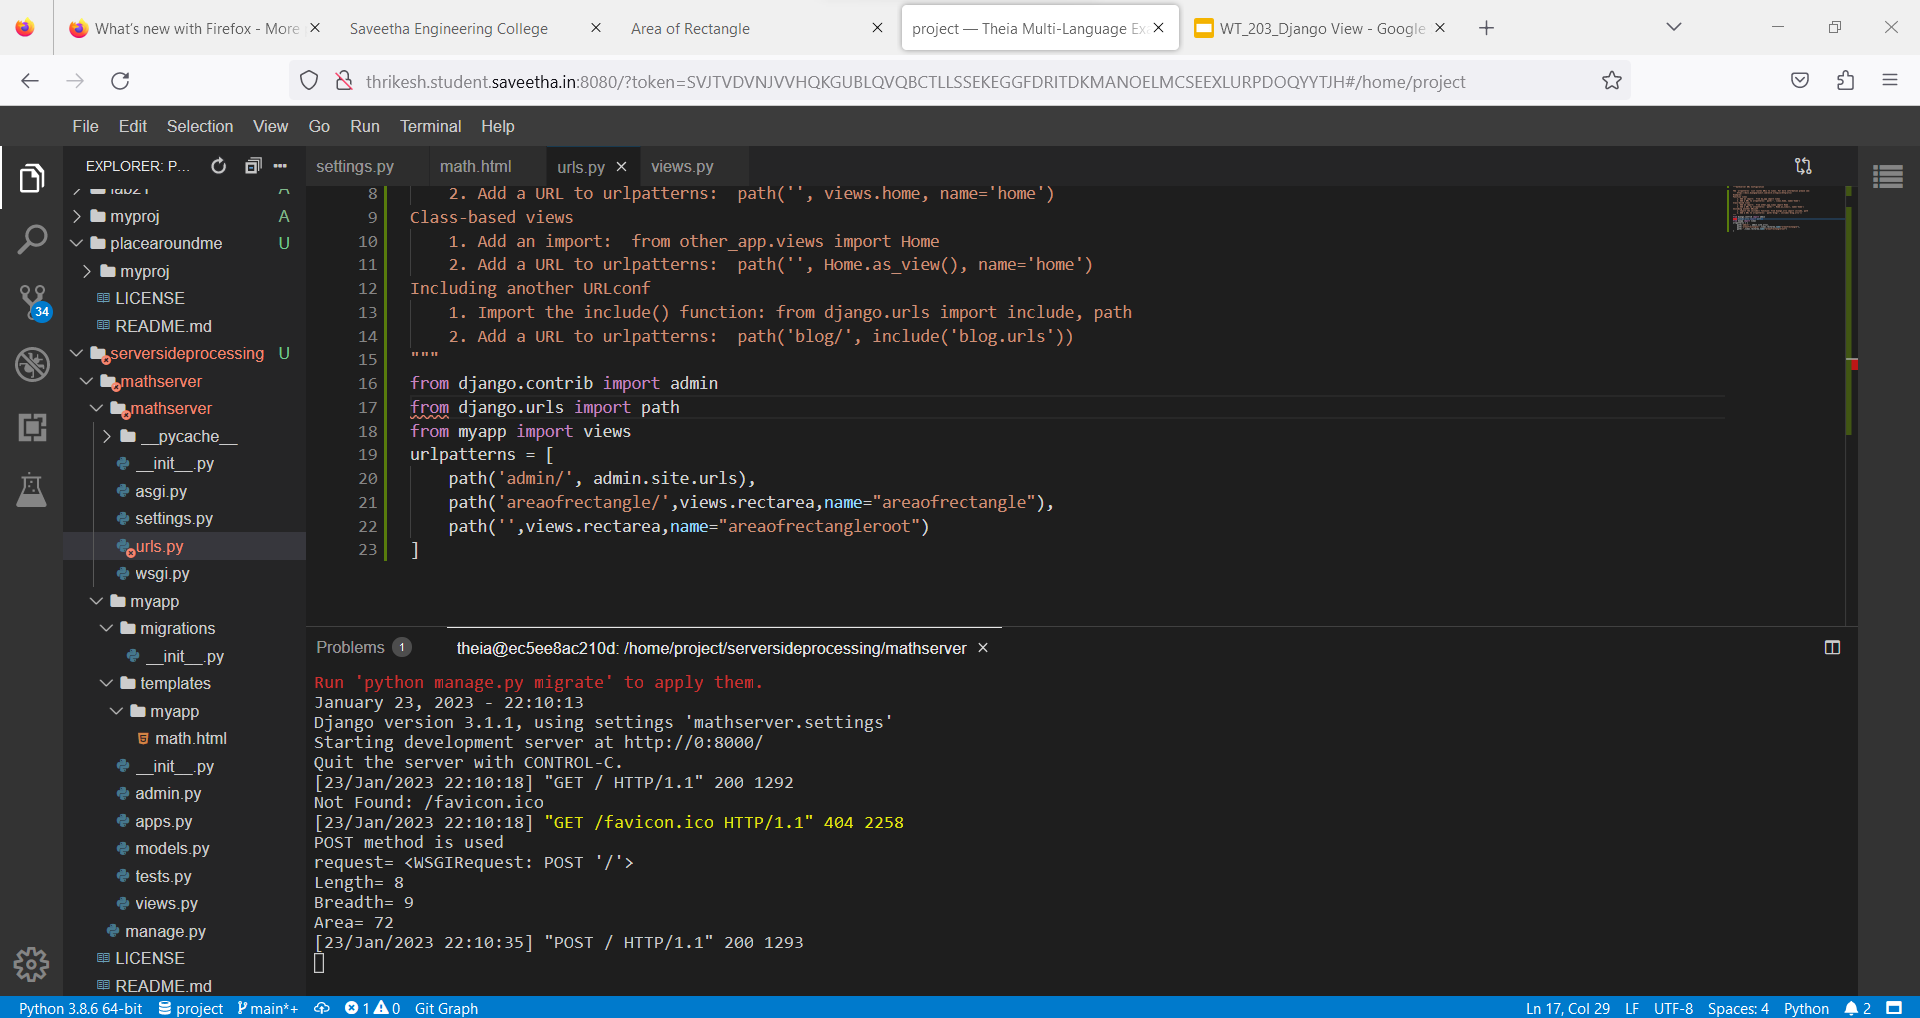 What's new with Firefox - More
Saveetha Engineering College
Area of Rectangle
project — Theia Multi-Language Ex
WT_203_Django View - Google
thrikesh.student.saveetha.in:8080/?token=SVJTVDVNJVVHQKGUBLQVQBCTLLSSEKEGGFDRITDKMANOELMCSEEXLURPDOQYYTJH#/home/project
File Edit Selection View Go Run Terminal Help
EXPLORER: P...
lab21 A
myproj A
placearoundme U
myproj
LICENSE
README.md
serversideprocessing U
mathserver
mathserver
__pycache__
__init__.py
asgi.py
settings.py
urls.py
wsgi.py
myapp
migrations
__init__.py
templates
myapp
math.html
__init__.py
admin.py
apps.py
models.py
tests.py
views.py
manage.py
LICENSE
README.md
34
settings.py math.html urls.py views.py
8 2. Add a URL to urlpatterns:  path('', views.home, name='home')
9 Class-based views
10 1. Add an import:  from other_app.views import Home
11 2. Add a URL to urlpatterns:  path('', Home.as_view(), name='home')
12 Including another URLconf
13 1. Import the include() function: from django.urls import include, path
14 2. Add a URL to urlpatterns:  path('blog/', include('blog.urls'))
15 """
16 from django.contrib import admin
17 from django.urls import path
18 from myapp import views
19 urlpatterns = [
20 path('admin/', admin.site.urls),
21 path('areaofrectangle/',views.rectarea,name="areaofrectangle"),
22 path('',views.rectarea,name="areaofrectangleroot")
23 ]
Problems 1
theia@ec5ee8ac210d: /home/project/serversideprocessing/mathserver
Run 'python manage.py migrate' to apply them.
January 23, 2023 - 22:10:13
Django version 3.1.1, using settings 'mathserver.settings'
Starting development server at http://0:8000/
Quit the server with CONTROL-C.
[23/Jan/2023 22:10:18] "GET / HTTP/1.1" 200 1292
Not Found: /favicon.ico
[23/Jan/2023 22:10:18] "GET /favicon.ico HTTP/1.1" 404 2258
POST method is used
request= <WSGIRequest: POST '/'>
Length= 8
Breadth= 9
Area= 72
[23/Jan/2023 22:10:35] "POST / HTTP/1.1" 200 1293
Python 3.8.6 64-bit project main*+ 1 0 Git Graph Ln 17, Col 29 LF UTF-8 Spaces: 4 Python 2